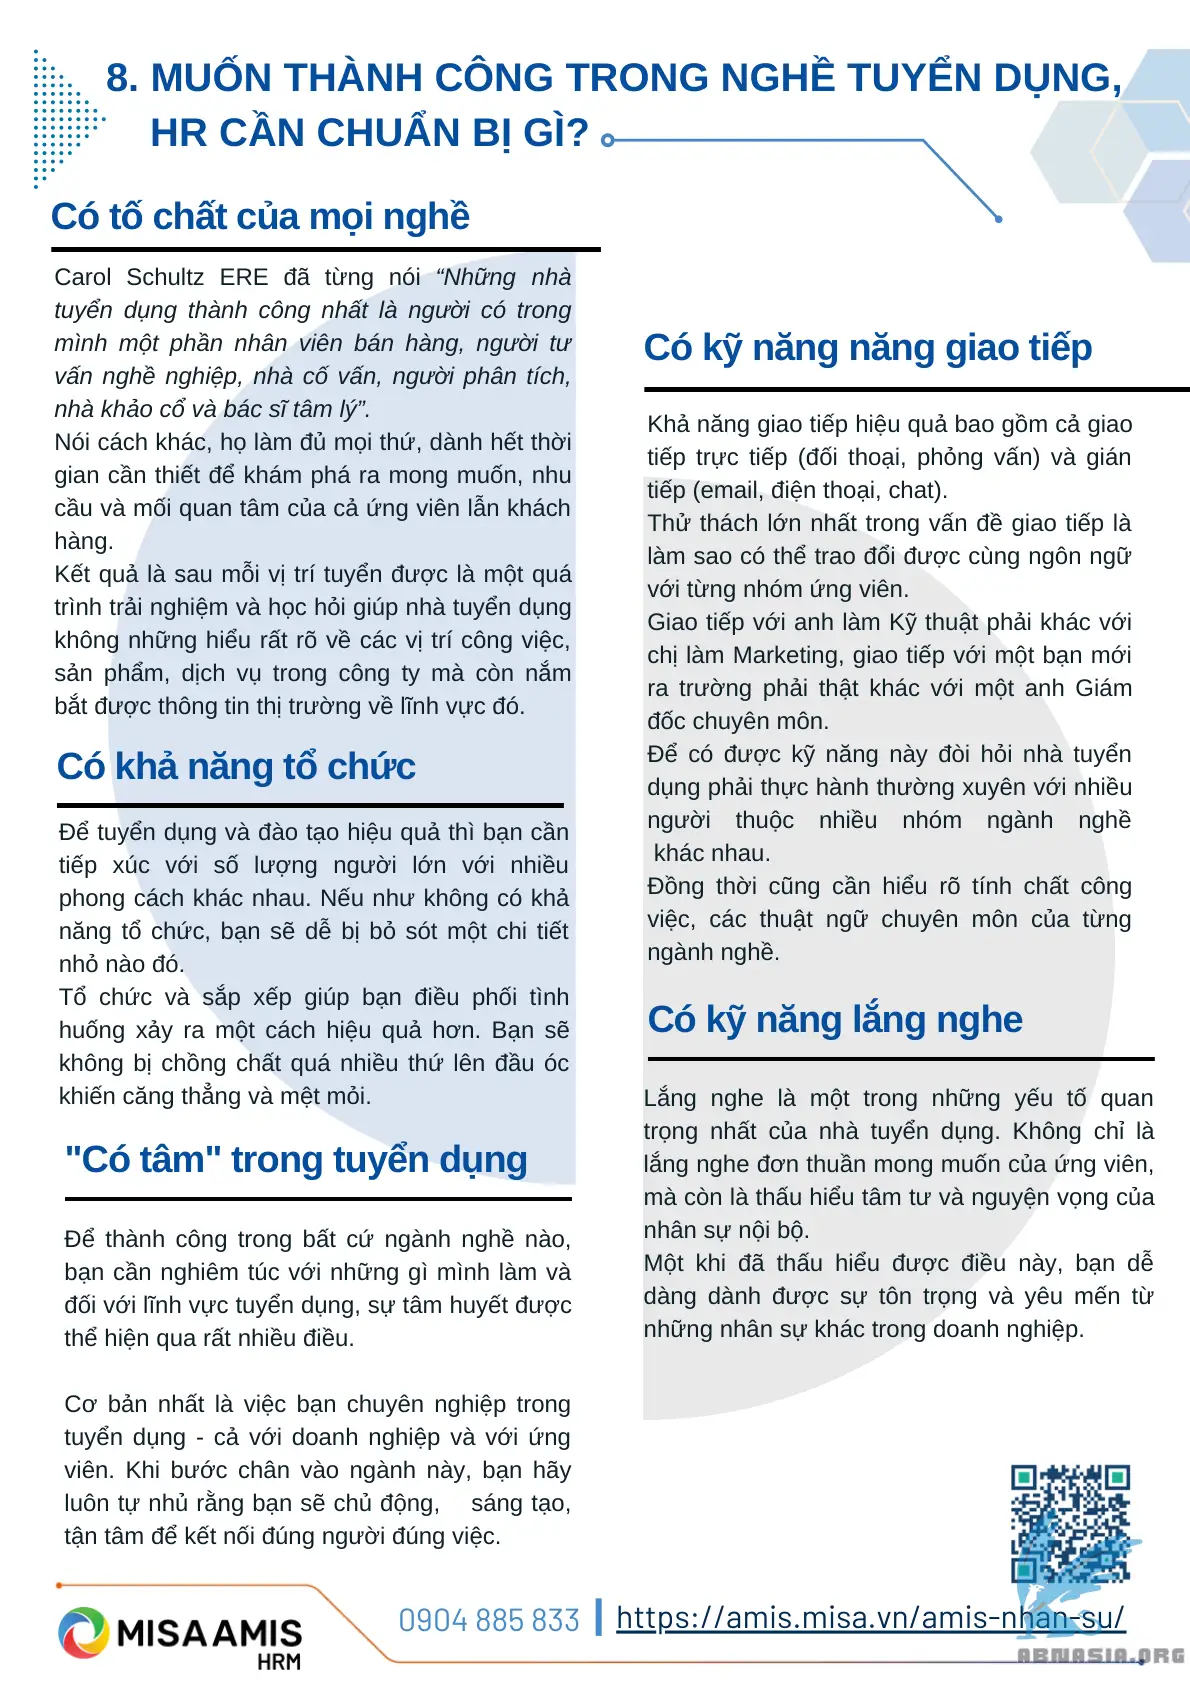 8. MUỐN THÀNH CÔNG TRONG NGHỀ TUYỂN DỤNG,
HR CẦN CHUẨN BỊ GÌ?
Có tố chất của mọi nghề
Carol Schultz ERE đã từng nói “Những nhà
tuyển dụng thành công nhất là người có trong
mình một phần nhân viên bán hàng, người tư
vấn nghề nghiệp, nhà cố vấn, người phân tích,
nhà khảo cổ và bác sĩ tâm lý”.
Nói cách khác, họ làm đủ mọi thứ, dành hết thời
gian cần thiết để khám phá ra mong muốn, nhu
cầu và mối quan tâm của cả ứng viên lẫn khách
hàng.
Kết quả là sau mỗi vị trí tuyển được là một quá
trình trải nghiệm và học hỏi giúp nhà tuyển dụng
không những hiểu rất rõ về các vị trí công việc,
sản phẩm, dịch vụ trong công ty mà còn nắm
bắt được thông tin thị trường về lĩnh vực đó.
Có khả năng tổ chức
Để tuyển dụng và đào tạo hiệu quả thì bạn cần
tiếp xúc với số lượng người lớn với nhiều
phong cách khác nhau. Nếu như không có khả
năng tổ chức, bạn sẽ dễ bị bỏ sót một chi tiết
nhỏ nào đó.
Tổ chức và sắp xếp giúp bạn điều phối tình
huống xảy ra một cách hiệu quả hơn. Bạn sẽ
không bị chồng chất quá nhiều thứ lên đầu óc
khiến căng thẳng và mệt mỏi.
"Có tâm" trong tuyển dụng
Để thành công trong bất cứ ngành nghề nào,
bạn cần nghiêm túc với những gì mình làm và
đối với lĩnh vực tuyển dụng, sự tâm huyết được
thể hiện qua rất nhiều điều.
Cơ bản nhất là việc bạn chuyên nghiệp trong
tuyển dụng - cả với doanh nghiệp và với ứng
viên. Khi bước chân vào ngành này, bạn hãy
luôn tự nhủ rằng bạn sẽ chủ động, sáng tạo,
tận tâm để kết nối đúng người đúng việc.
Có kỹ năng năng giao tiếp
Khả năng giao tiếp hiệu quả bao gồm cả giao
tiếp trực tiếp (đối thoại, phỏng vấn) và gián
tiếp (email, điện thoại, chat).
Thử thách lớn nhất trong vấn đề giao tiếp là
làm sao có thể trao đổi được cùng ngôn ngữ
với từng nhóm ứng viên.
Giao tiếp với anh làm Kỹ thuật phải khác với
chị làm Marketing, giao tiếp với một bạn mới
ra trường phải thật khác với một anh Giám
đốc chuyên môn.
Để có được kỹ năng này đòi hỏi nhà tuyển
dụng phải thực hành thường xuyên với nhiều
người thuộc nhiều nhóm ngành nghề
khác nhau.
Đồng thời cũng cần hiểu rõ tính chất công
việc, các thuật ngữ chuyên môn của từng
ngành nghề.
Có kỹ năng lắng nghe
Lắng nghe là một trong những yếu tố quan
trọng nhất của nhà tuyển dụng. Không chỉ là
lắng nghe đơn thuần mong muốn của ứng viên,
mà còn là thấu hiểu tâm tư và nguyện vọng của
nhân sự nội bộ.
Một khi đã thấu hiểu được điều này, bạn dễ
dàng dành được sự tôn trọng và yêu mến từ
những nhân sự khác trong doanh nghiệp.
MISA AMIS
HRM
0904 885 833
https://amis.misa.vn/amis-nhan-su/
ABNASIA.ORG